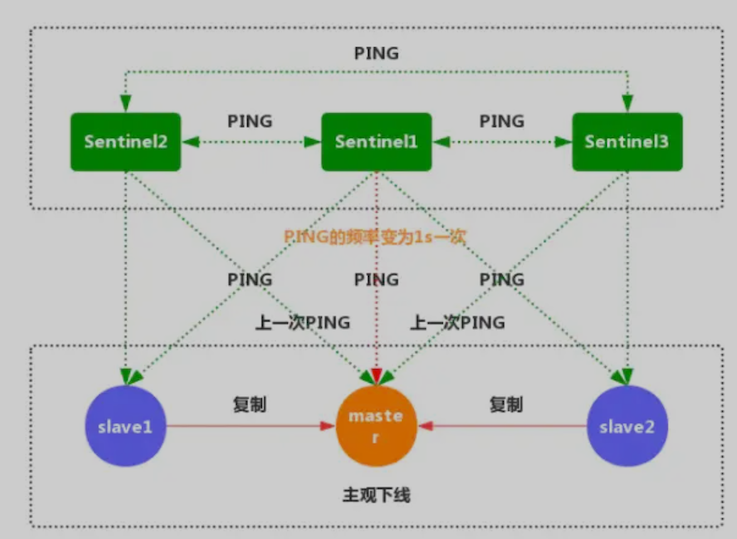 PING
Sentinel2
PING
Sentinel1
PING
Sentinel3
PING的频率变为1s一次
PING
PING
PING
上一次PING
上一次PING
slave1
复制
maste
r
复制
slave2
主观下线